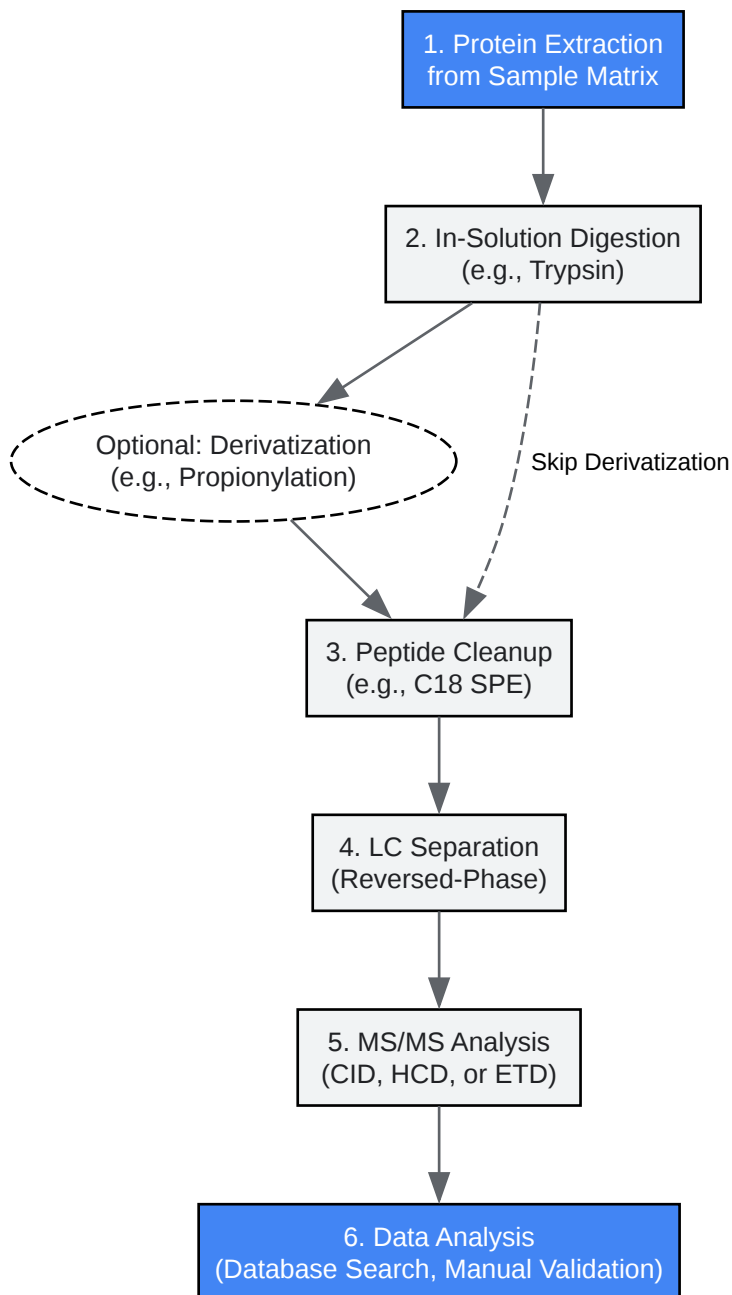 1. Protein Extraction
from Sample Matrix
2. In-Solution Digestion
(e.g., Trypsin)
Optional: Derivatization
(e.g., Propionylation)
Skip Derivatization
3. Peptide Cleanup
(e.g., C18 SPE)
4. LC Separation
(Reversed-Phase)
5. MS/MS Analysis
(CID, HCD, or ETD)
6. Data Analysis
(Database Search, Manual Validation)